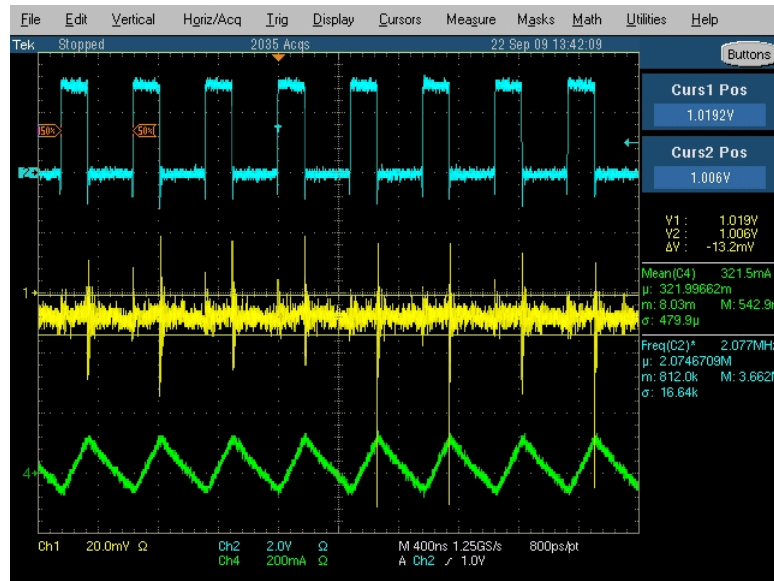 File Edit Vertical Horiz/Acq Trig Display Cursors Measure Masks Math Utilities Help
Tek Stopped 2035 Acqs 22 Sep 09 13:42:09
Buttons
Curs1 Pos
1.0192V
Curs2 Pos
1.006V
50% 50%
2
V1 : 1.019V
V2 : 1.006V
ΔV : -13.2mV
Mean(C4) 321.5mA
μ: 321.99662m
m: 8.03m M: 542.9m
σ: 479.9μ
1
Freq(C2)* 2.077MHz
μ: 2.0746709M
m: 812.0k M: 3.662M
σ: 16.64k
4
Ch1 20.0mV Ω Ch2 2.0V Ω M 400ns 1.25GS/s 800ps/pt
Ch4 200mA Ω A Ch2 ∕ 1.0V